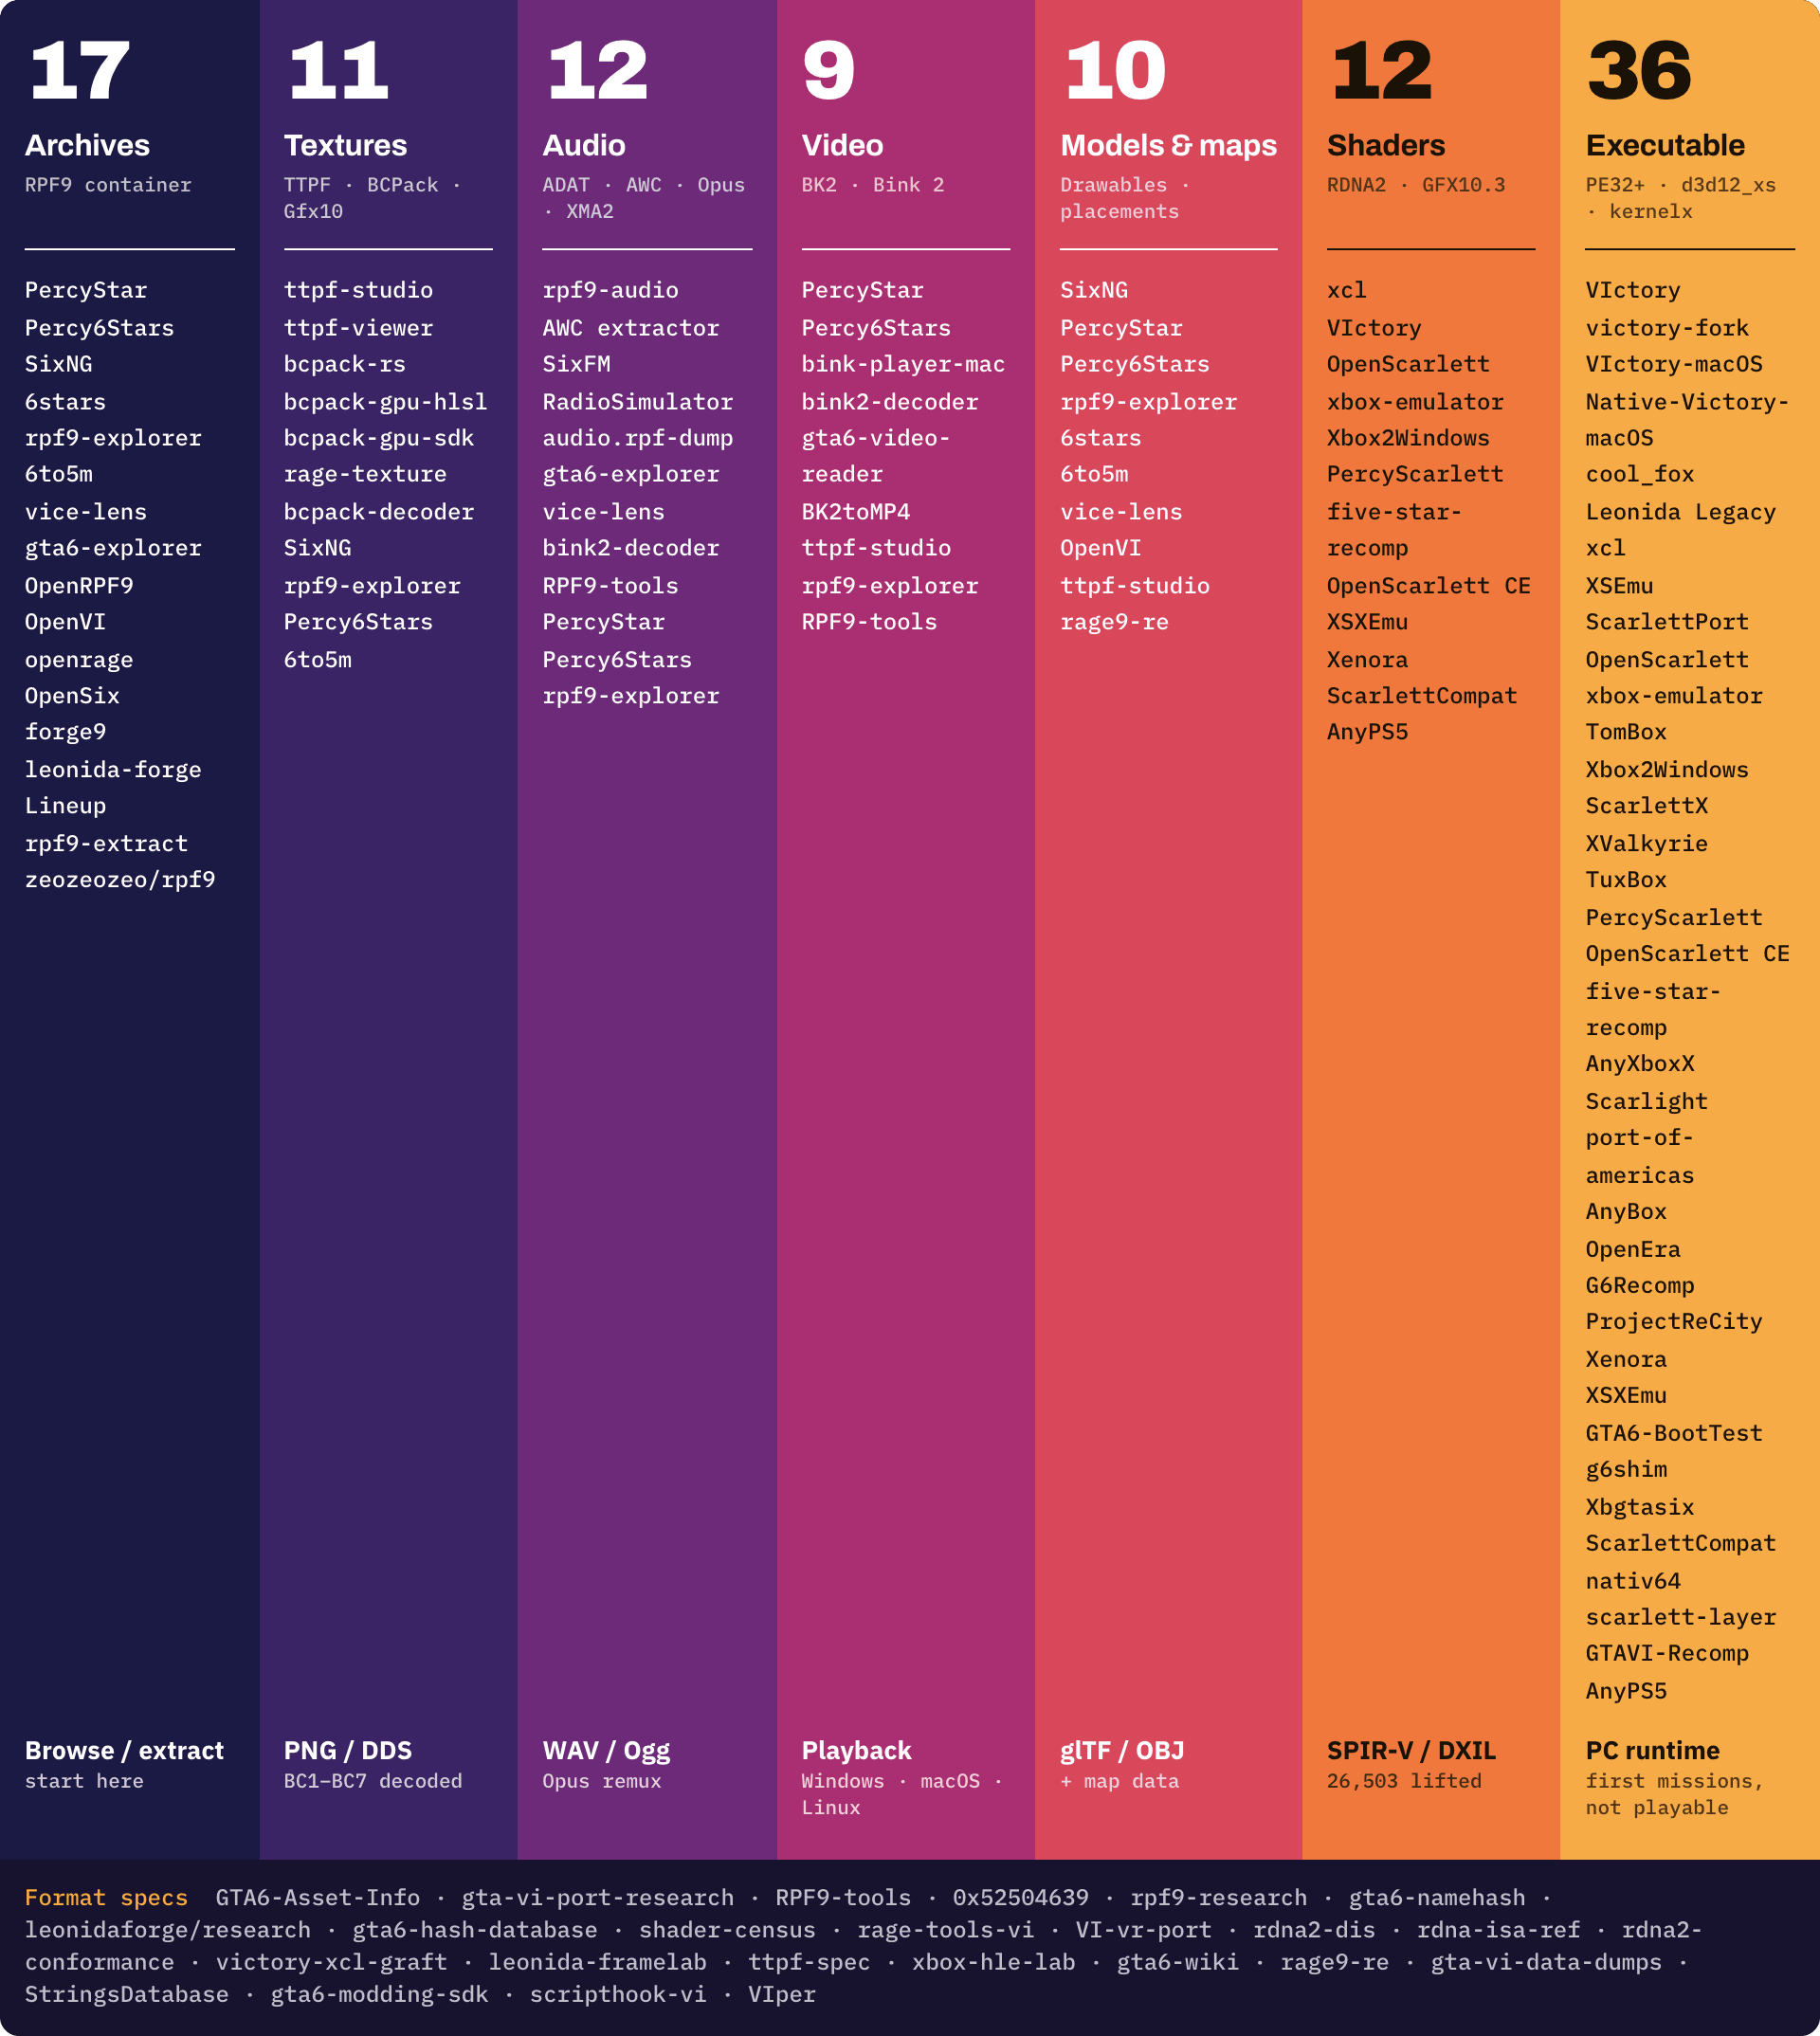 17
Archives
RPF9 container
PercyStar
Percy6Stars
SixNG
6stars
rpf9-explorer
6to5m
vice-lens
gta6-explorer
OpenRPF9
OpenVI
openrage
OpenSix
forge9
leonida-forge
Lineup
rpf9-extract
zeozeozeo/rpf9
Browse / extract
start here
11
Textures
TTPF · BCPack ·
Gfx10
ttpf-studio
ttpf-viewer
bcpack-rs
bcpack-gpu-hlsl
bcpack-gpu-sdk
rage-texture
bcpack-decoder
SixNG
rpf9-explorer
Percy6Stars
6to5m
PNG / DDS
BC1–BC7 decoded
12
Audio
ADAT · AWC · Opus
· XMA2
rpf9-audio
AWC extractor
SixFM
RadioSimulator
audio.rpf-dump
gta6-explorer
vice-lens
bink2-decoder
RPF9-tools
PercyStar
Percy6Stars
rpf9-explorer
WAV / Ogg
Opus remux
9
Video
BK2 · Bink 2
PercyStar
Percy6Stars
bink-player-mac
bink2-decoder
gta6-video-
reader
BK2toMP4
ttpf-studio
rpf9-explorer
RPF9-tools
Playback
Windows · macOS ·
Linux
10
Models & maps
Drawables ·
placements
SixNG
PercyStar
Percy6Stars
rpf9-explorer
6stars
6to5m
vice-lens
OpenVI
ttpf-studio
rage9-re
glTF / OBJ
+ map data
12
Shaders
RDNA2 · GFX10.3
xcl
VIctory
OpenScarlett
xbox-emulator
Xbox2Windows
PercyScarlett
five-star-
recomp
OpenScarlett CE
XSXEmu
Xenora
ScarlettCompat
AnyPS5
SPIR-V / DXIL
26,503 lifted
36
Executable
PE32+ · d3d12_xs
· kernelx
VIctory
victory-fork
VIctory-macOS
Native-Victory-
macOS
cool_fox
Leonida Legacy
xcl
XSEmu
ScarlettPort
OpenScarlett
xbox-emulator
TomBox
Xbox2Windows
ScarlettX
XValkyrie
TuxBox
PercyScarlett
OpenScarlett CE
five-star-
recomp
AnyXboxX
Scarlight
port-of-
americas
AnyBox
OpenEra
G6Recomp
ProjectReCity
Xenora
XSXEmu
GTA6-BootTest
g6shim
Xbgtasix
ScarlettCompat
nativ64
scarlett-layer
GTAVI-Recomp
AnyPS5
PC runtime
first missions,
not playable
Format specs GTA6-Asset-Info · gta-vi-port-research · RPF9-tools · 0x52504639 · rpf9-research · gta6-namehash ·
leonidaforge/research · gta6-hash-database · shader-census · rage-tools-vi · VI-vr-port · rdna2-dis · rdna-isa-ref · rdna2-
conformance · victory-xcl-graft · leonida-framelab · ttpf-spec · xbox-hle-lab · gta6-wiki · rage9-re · gta-vi-data-dumps ·
StringsDatabase · gta6-modding-sdk · scripthook-vi · VIper